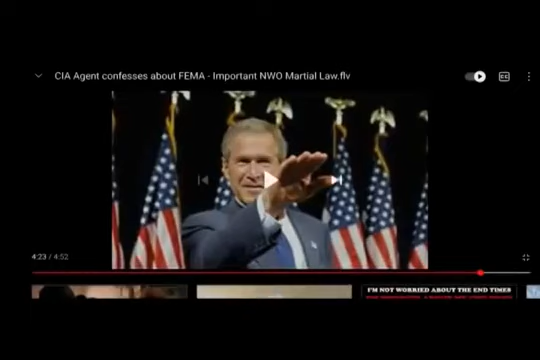 CIA Agent confesses about FEMA - Important NWO Martial Law.flv
CC
4:23 / 4:52
I'M NOT WORRIED ABOUT THE END TIMES